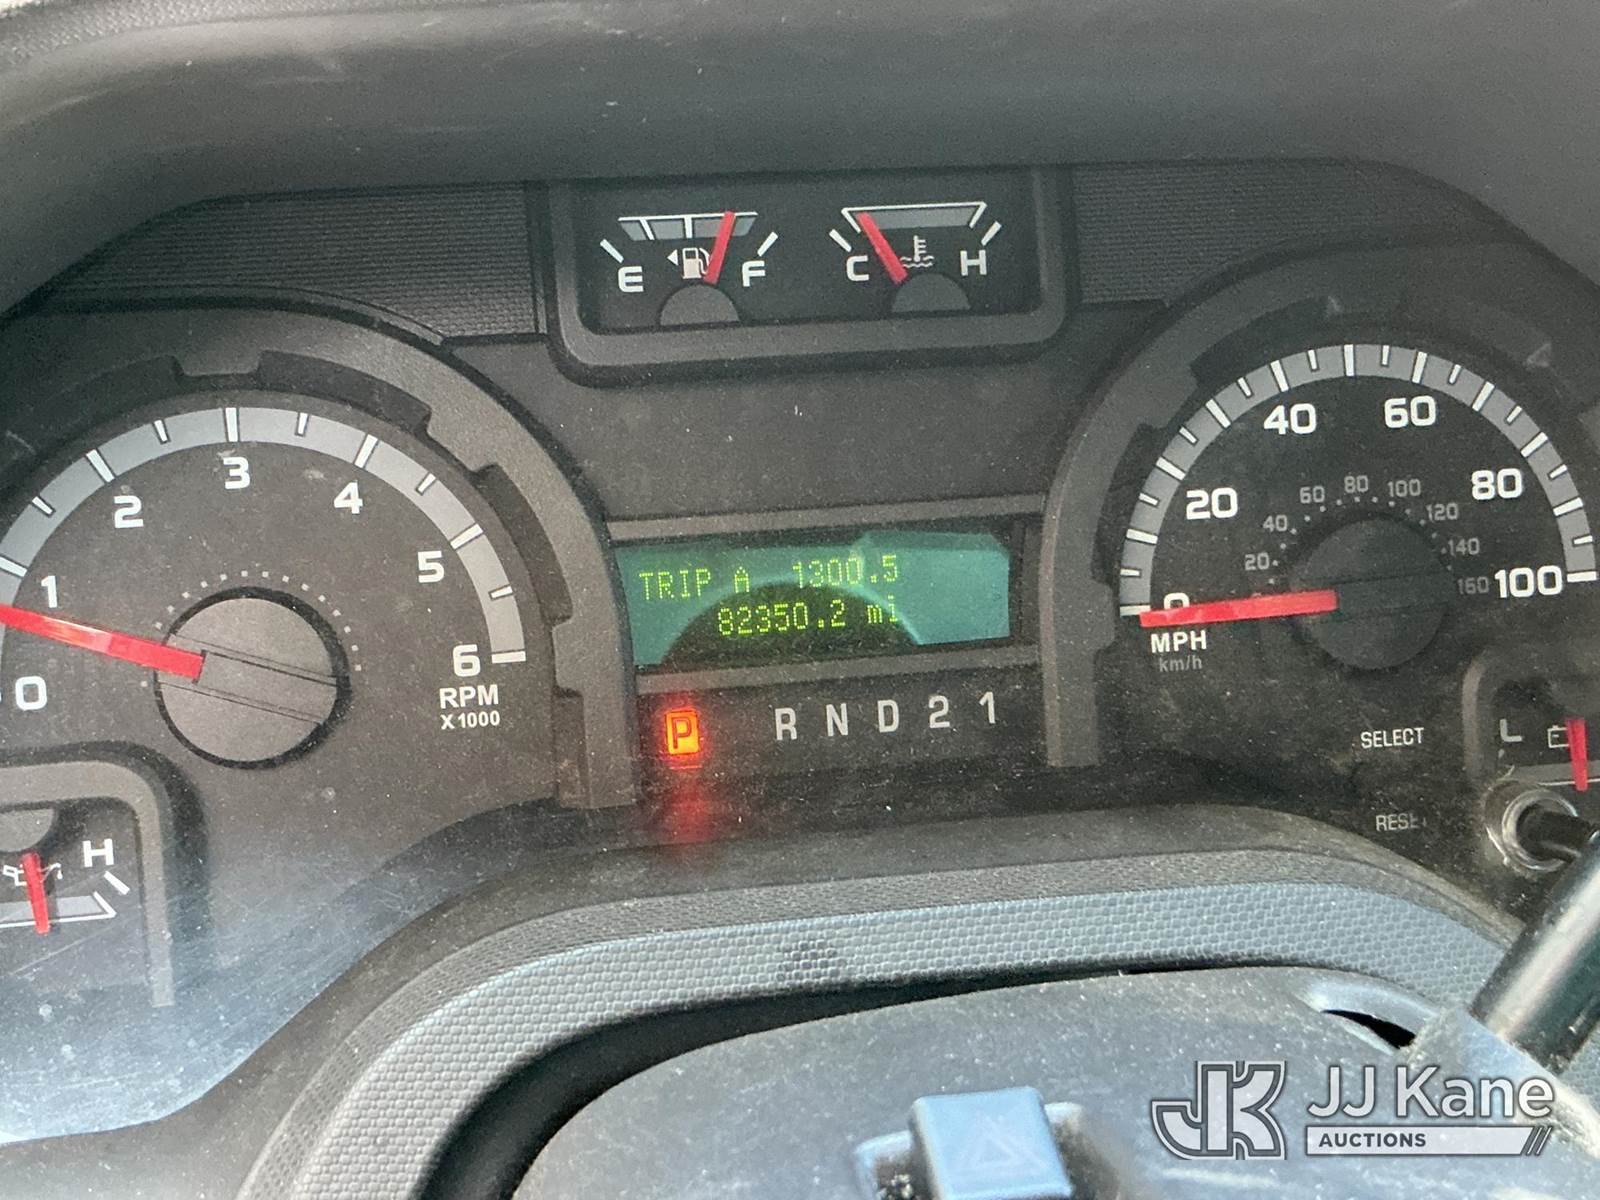 E F
C H
0 1 2 3 4 5 6
RPM
X1000
TRIP A 1300.5
82350.2 mi
P R N D 2 1
0 20 40 60 80 100
20 40 60 80 100 120 140 160
MPH
km/h
SELECT
L
H
JJ Kane
AUCTIONS